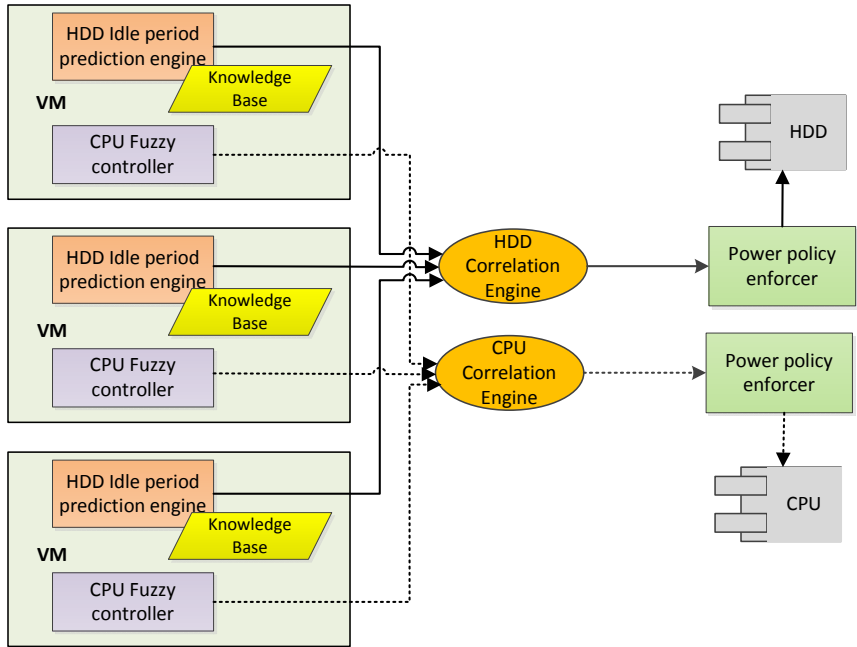 HDD Idle period
prediction engine
Knowledge
Base
VM
CPU Fuzzy
controller
HDD Idle period
prediction engine
Knowledge
Base
VM
CPU Fuzzy
controller
HDD Idle period
prediction engine
Knowledge
Base
VM
CPU Fuzzy
controller
HDD
Correlation
Engine
CPU
Correlation
Engine
HDD
Power policy
enforcer
Power policy
enforcer
CPU